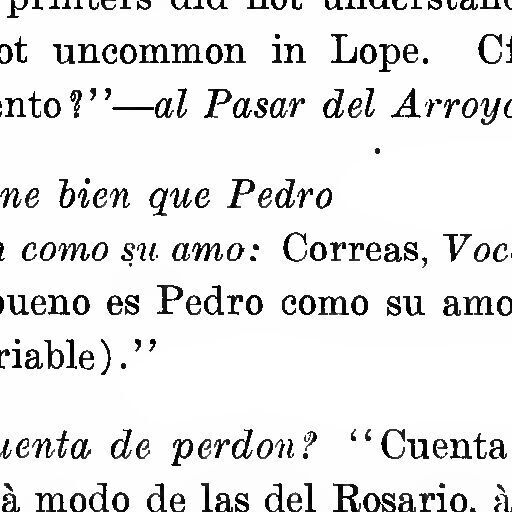 printers did not understand
ot uncommon in Lope. Cf
ento?”—al Pasar del Arroyo
ne bien que Pedro
como su amo: Correas, Voc
bueno es Pedro como su amo
riable).”
uenta de perdon? “Cuenta
à modo de las del Rosario, à